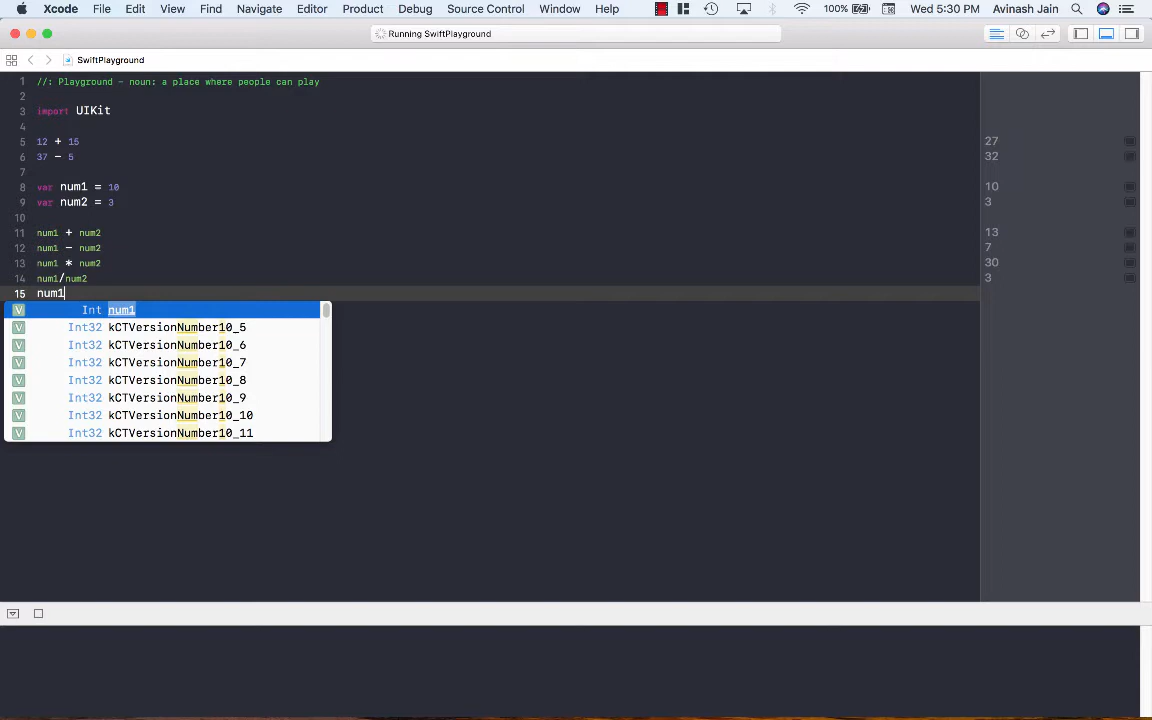 Xcode File Edit View Find Navigate Editor Product Debug Source Control Window Help 100% Wed 5:30 PM Avinash Jain
Running SwiftPlayground
SwiftPlayground
1 //: Playground - noun: a place where people can play
2
3 import UIKit
4
5 12 + 15 27
6 37 - 5 32
7
8 var num1 = 10 10
9 var num2 = 3 3
10
11 num1 + num2 13
12 num1 - num2 7
13 num1 * num2 30
14 num1/num2 3
15 num1
V Int num1
V Int32 kCTVersionNumber10_5
V Int32 kCTVersionNumber10_6
V Int32 kCTVersionNumber10_7
V Int32 kCTVersionNumber10_8
V Int32 kCTVersionNumber10_9
V Int32 kCTVersionNumber10_10
V Int32 kCTVersionNumber10_11